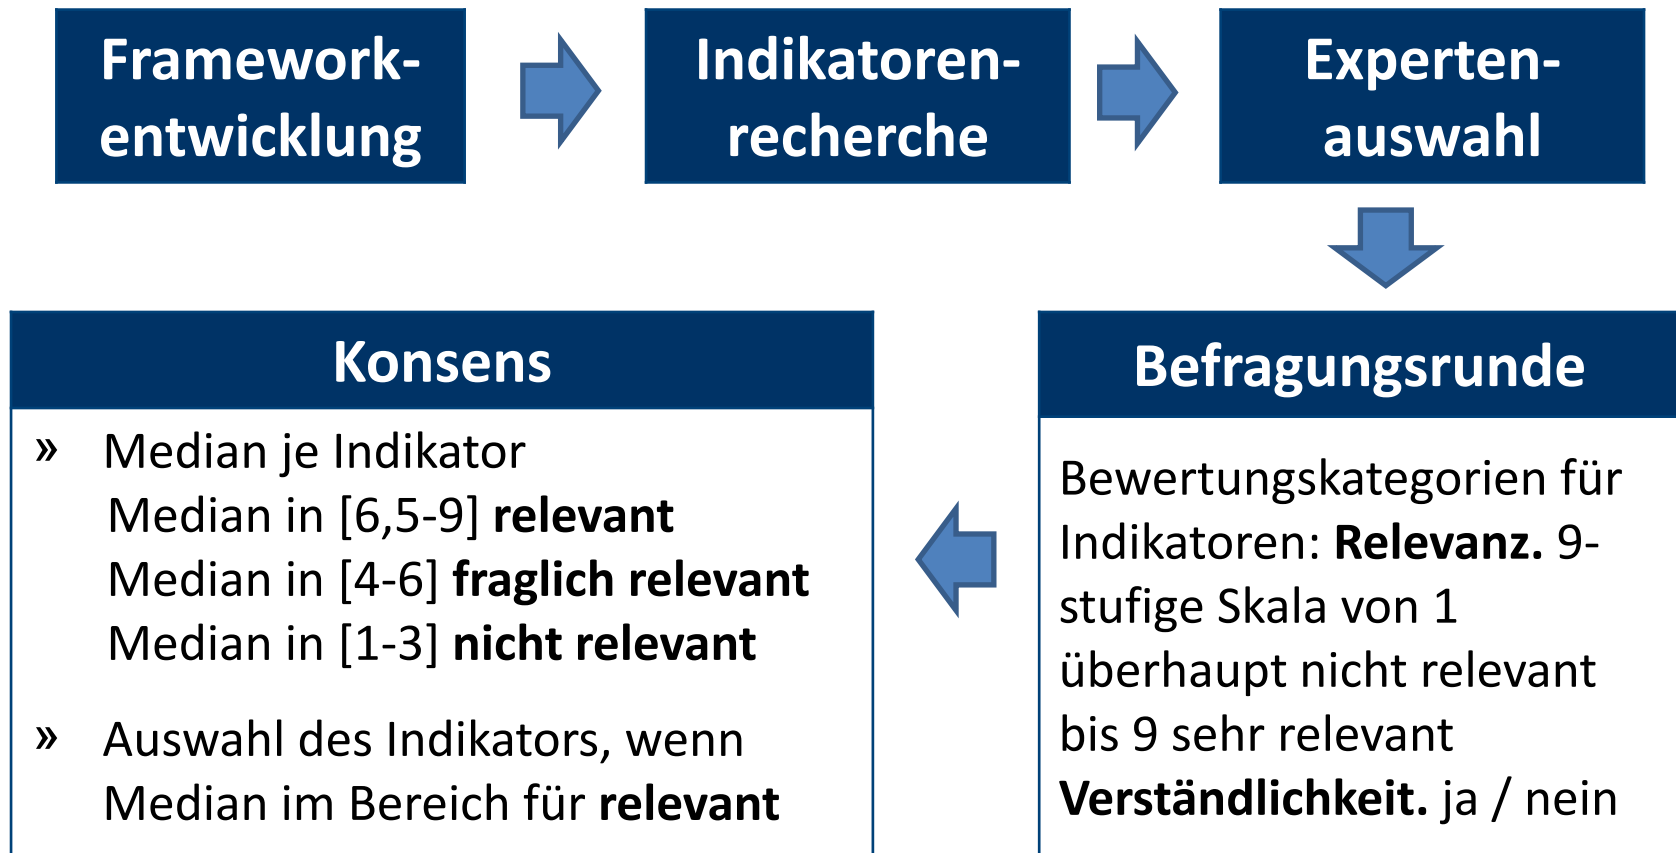 Framework-
entwicklung
Indikatoren-
recherche
Experten-
auswahl
Befragungsrunde
Bewertungskategorien für
Indikatoren: Relevanz. 9-
stufige Skala von 1
überhaupt nicht relevant
bis 9 sehr relevant
Verständlichkeit. ja / nein
Konsens
» Median je Indikator
Median in [6,5-9] relevant
Median in [4-6] fraglich relevant
Median in [1-3] nicht relevant
» Auswahl des Indikators, wenn
Median im Bereich für relevant